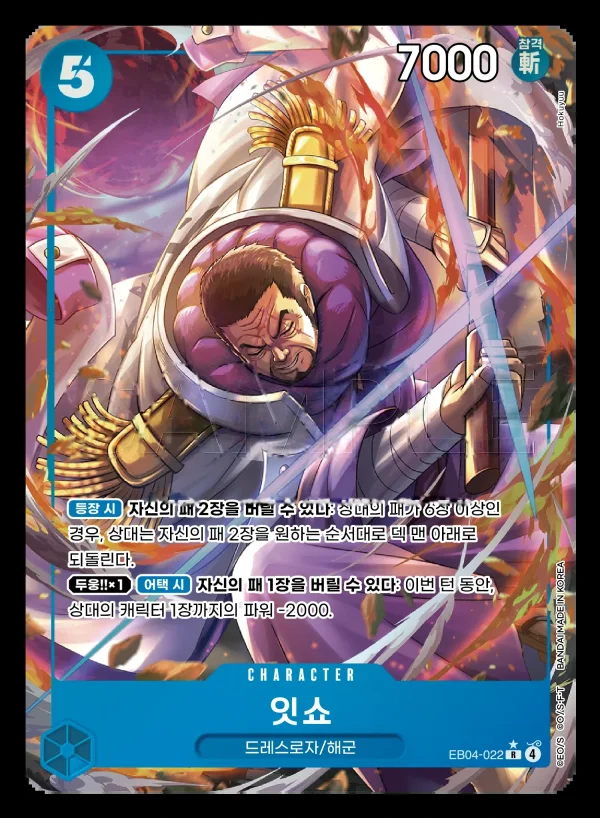 5
7000
참격
斬
Hokuyuu
SAMPLE
등장 시 자신의 패 2장을 버릴 수 있다: 상대의 패가 6장 이상인
경우, 상대는 자신의 패 2장을 원하는 순서대로 덱 맨 아래로
되돌린다.
두웅!!×1 어택 시 자신의 패 1장을 버릴 수 있다: 이번 턴 동안,
상대의 캐릭터 1장까지의 파워 -2000.
CHARACTER
잇쇼
드레스로자/해군
EB04-022 ★ R 4
©EO/S ©O/S·F·T BANDAI MADE IN KOREA